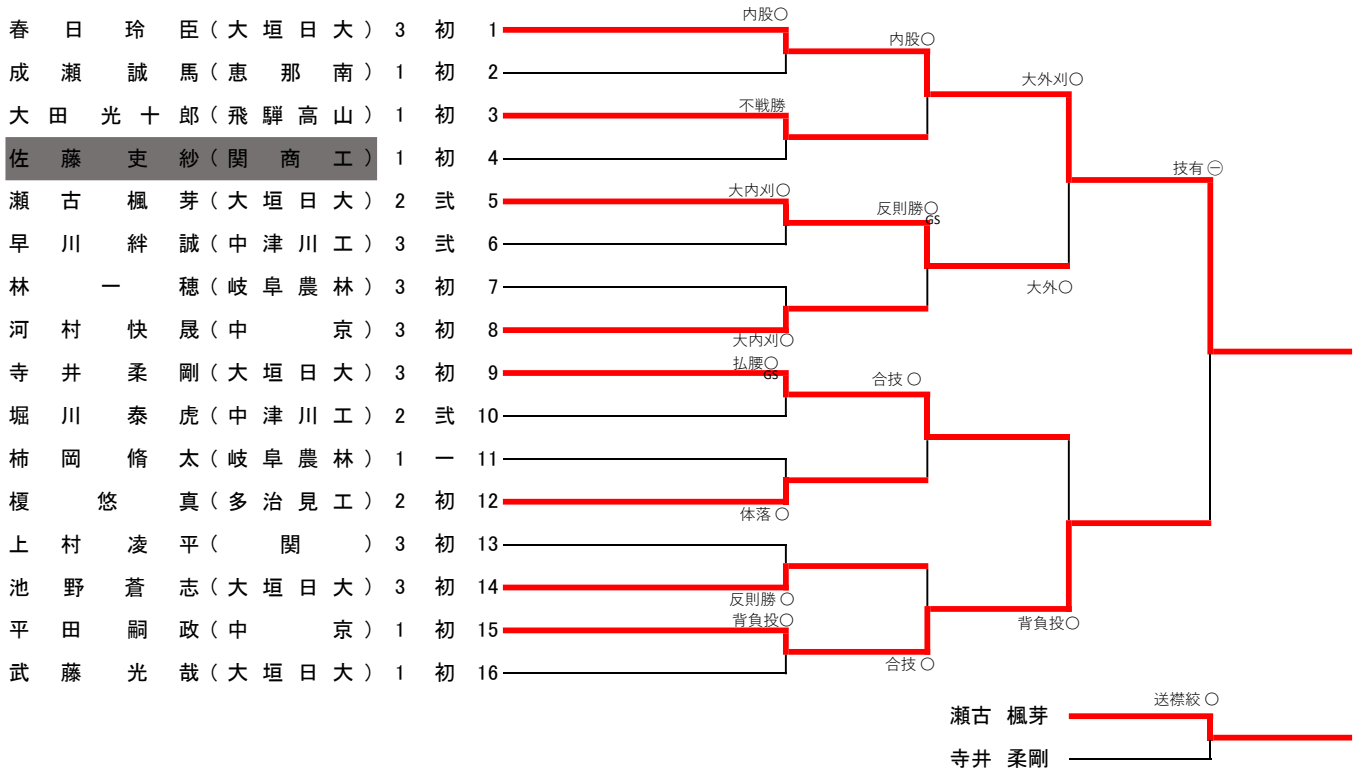 内股○
春日玲臣(大垣日大) 3 初 1
内股○
成瀬誠馬(恵那南) 1 初 2
大外刈○
不戦勝
大田光十郎(飛騨高山) 1 初 3
佐藤吏紗(関商工) 1 初 4
技有㊀
大内刈○
瀬古楓芽(大垣日大) 2 弐 5
反則勝○
GS
早川絆誠(中津川工) 3 弐 6
林一穂(岐阜農林) 3 初 7
大外○
河村快晟(中京) 3 初 8
大内刈○
払腰○
GS
寺井柔剛(大垣日大) 3 初 9
合技○
堀川泰虎(中津川工) 2 弐 10
柿岡脩太(岐阜農林) 1 一 11
榎悠真(多治見工) 2 初 12
体落○
上村凌平(関) 3 初 13
池野蒼志(大垣日大) 3 初 14
反則勝○
背負投○
平田嗣政(中京) 1 初 15
背負投○
合技○
武藤光哉(大垣日大) 1 初 16
送襟絞○
瀬古 楓芽
寺井 柔剛